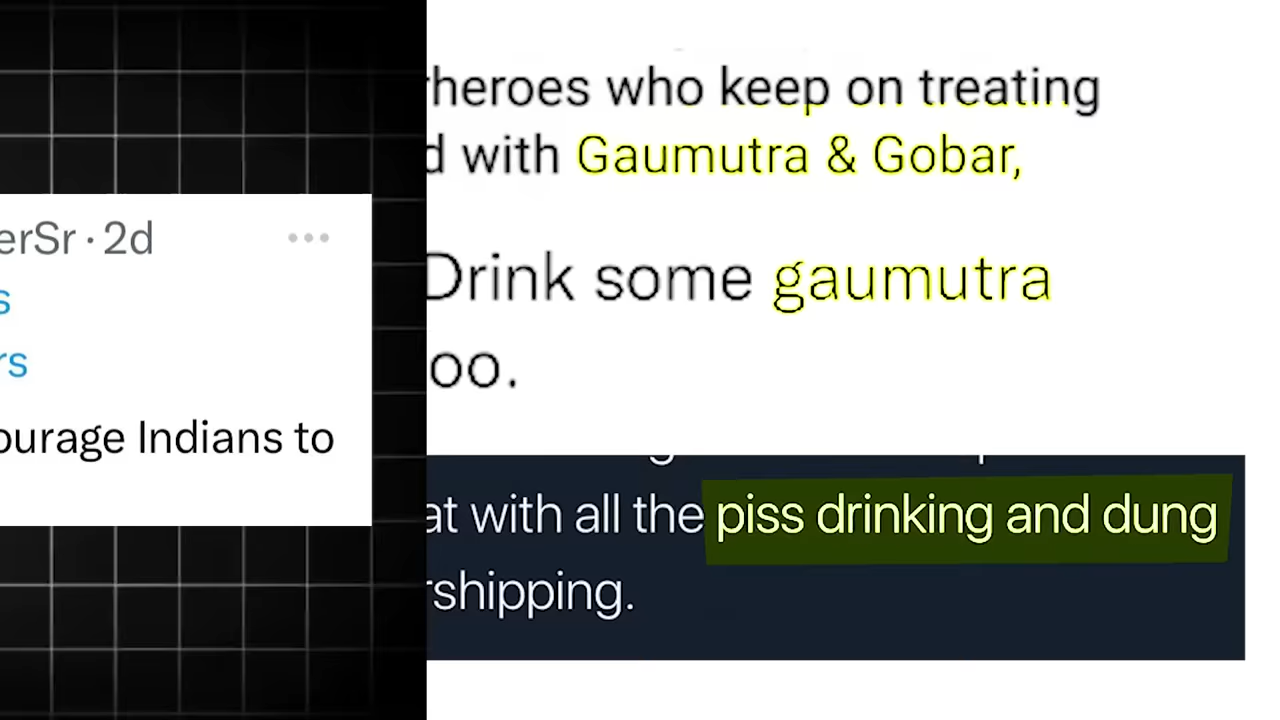 erSr · 2d
s
rs
ourage Indians to
rheroes who keep on treating
d with Gaumutra & Gobar,
Drink some gaumutra
oo.
at with all the piss drinking and dung
rshipping.